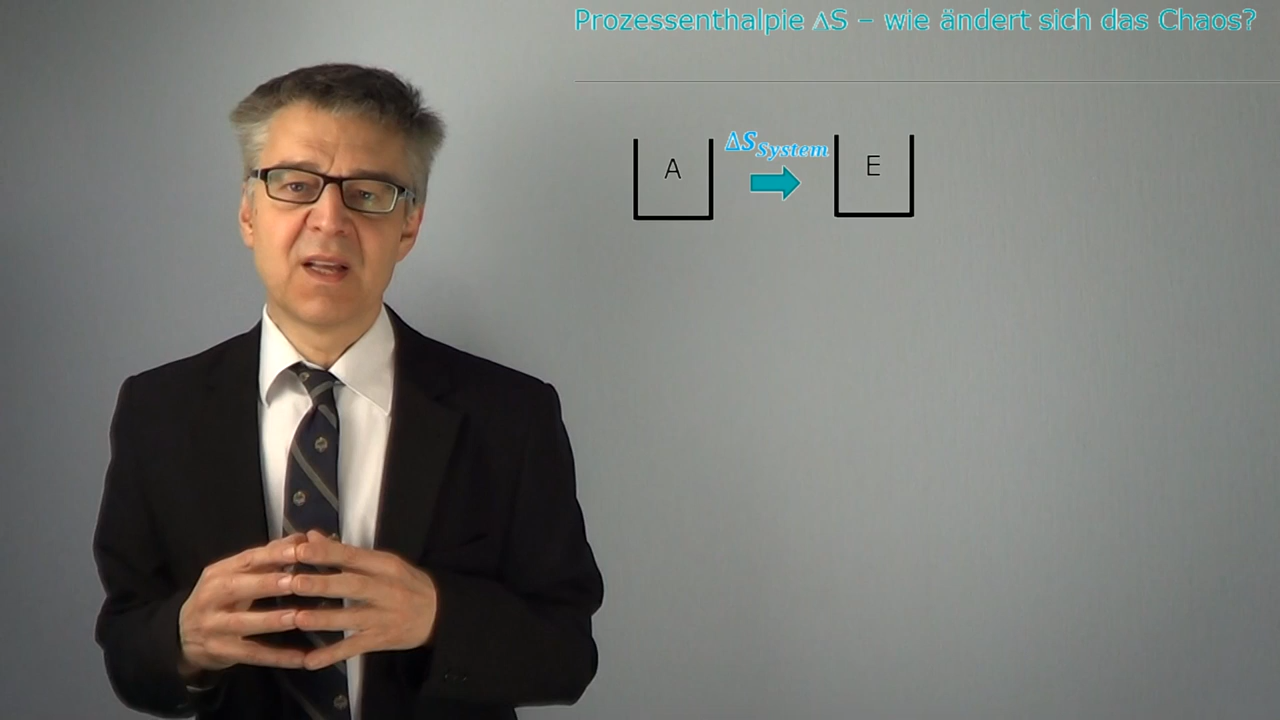 Prozessenthalpie ΔS – wie ändert sich das Chaos?
ΔS_System
A
E